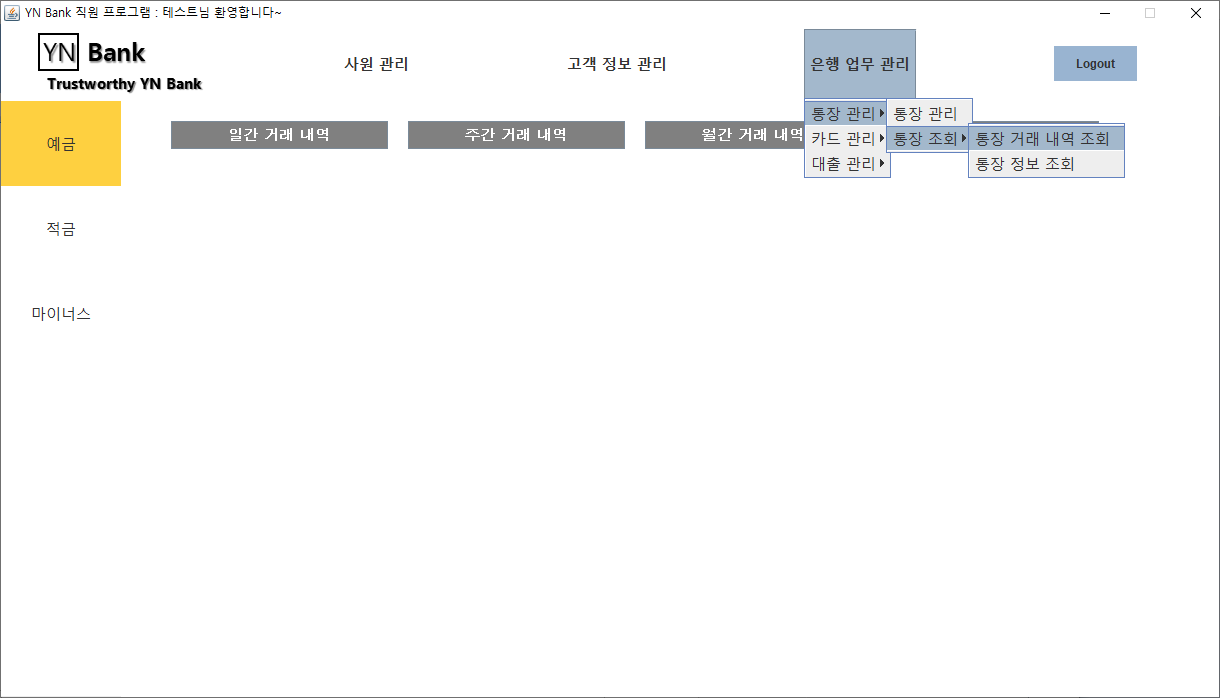 YN Bank 직원 프로그램 : 테스트님 환영합니다~
YN Bank
Trustworthy YN Bank
사원 관리
고객 정보 관리
은행 업무 관리
Logout
통장 관리
카드 관리
대출 관리
통장 관리
통장 조회
통장 거래 내역 조회
통장 정보 조회
예금
적금
마이너스
일간 거래 내역
주간 거래 내역
월간 거래 내역